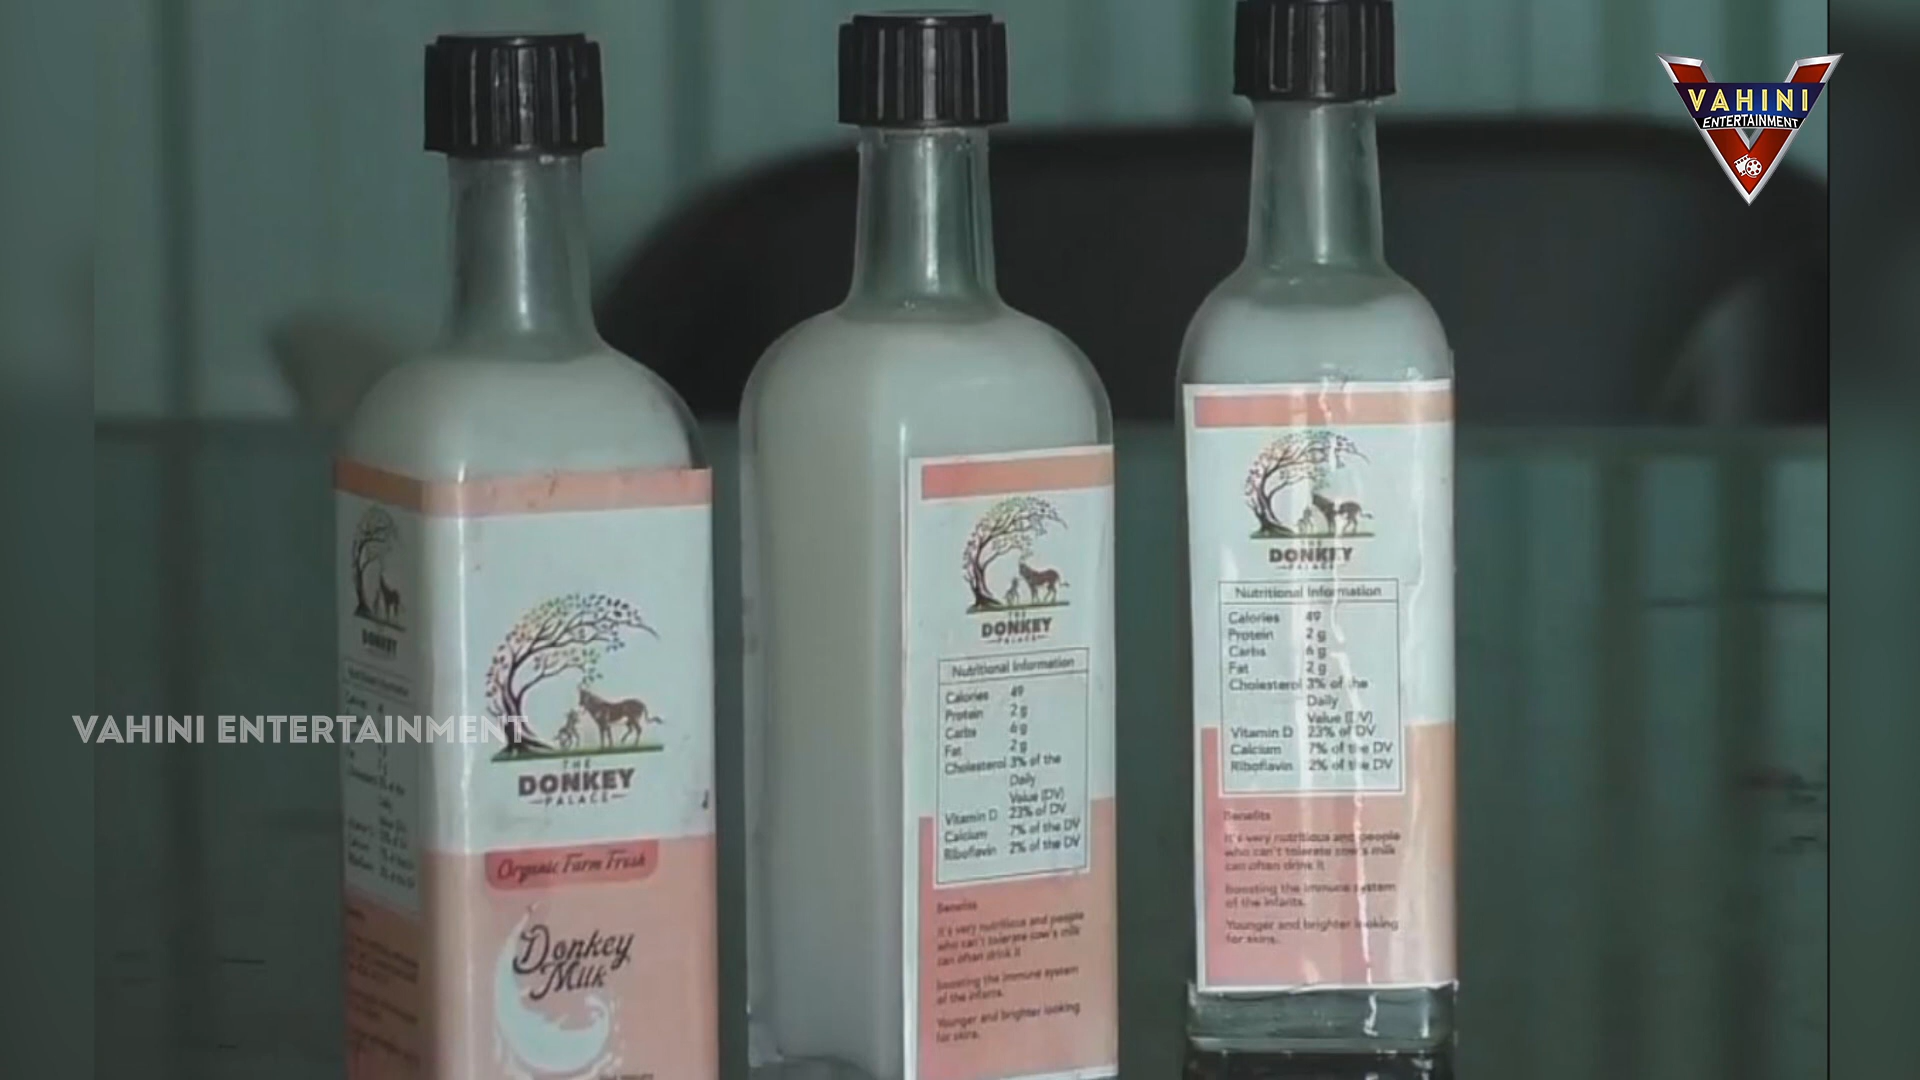 VAHINI
ENTERTAINMENT
VAHINI ENTERTAINMENT
DONKEY
THE
DONKEY
PALACE
Organic Farm Fresh
Donkey
Milk
THE
DONKEY
PALACE
Nutritional Information
Calories 49
Protein 2 g
Carbs 6 g
Fat 2 g
Cholesterol 3% of the
Daily
Value (DV)
Vitamin D 23% of DV
Calcium 7% of the DV
Riboflavin 2% of the DV
Benefits
It's very nutritious and people
who can't tolerate cow's milk
can often drink it
boosting the immune system
of the infants.
Younger and brighter looking
for skins.
THE
DONKEY
PALACE
Nutritional Information
Calories 49
Protein 2 g
Carbs 6 g
Fat 2 g
Cholesterol 3% of the
Daily
Value (DV)
Vitamin D 23% of DV
Calcium 7% of the DV
Riboflavin 2% of the DV
Benefits
It's very nutritious and people
who can't tolerate cow's milk
can often drink it
boosting the immune system
of the infants.
Younger and brighter looking
for skins.